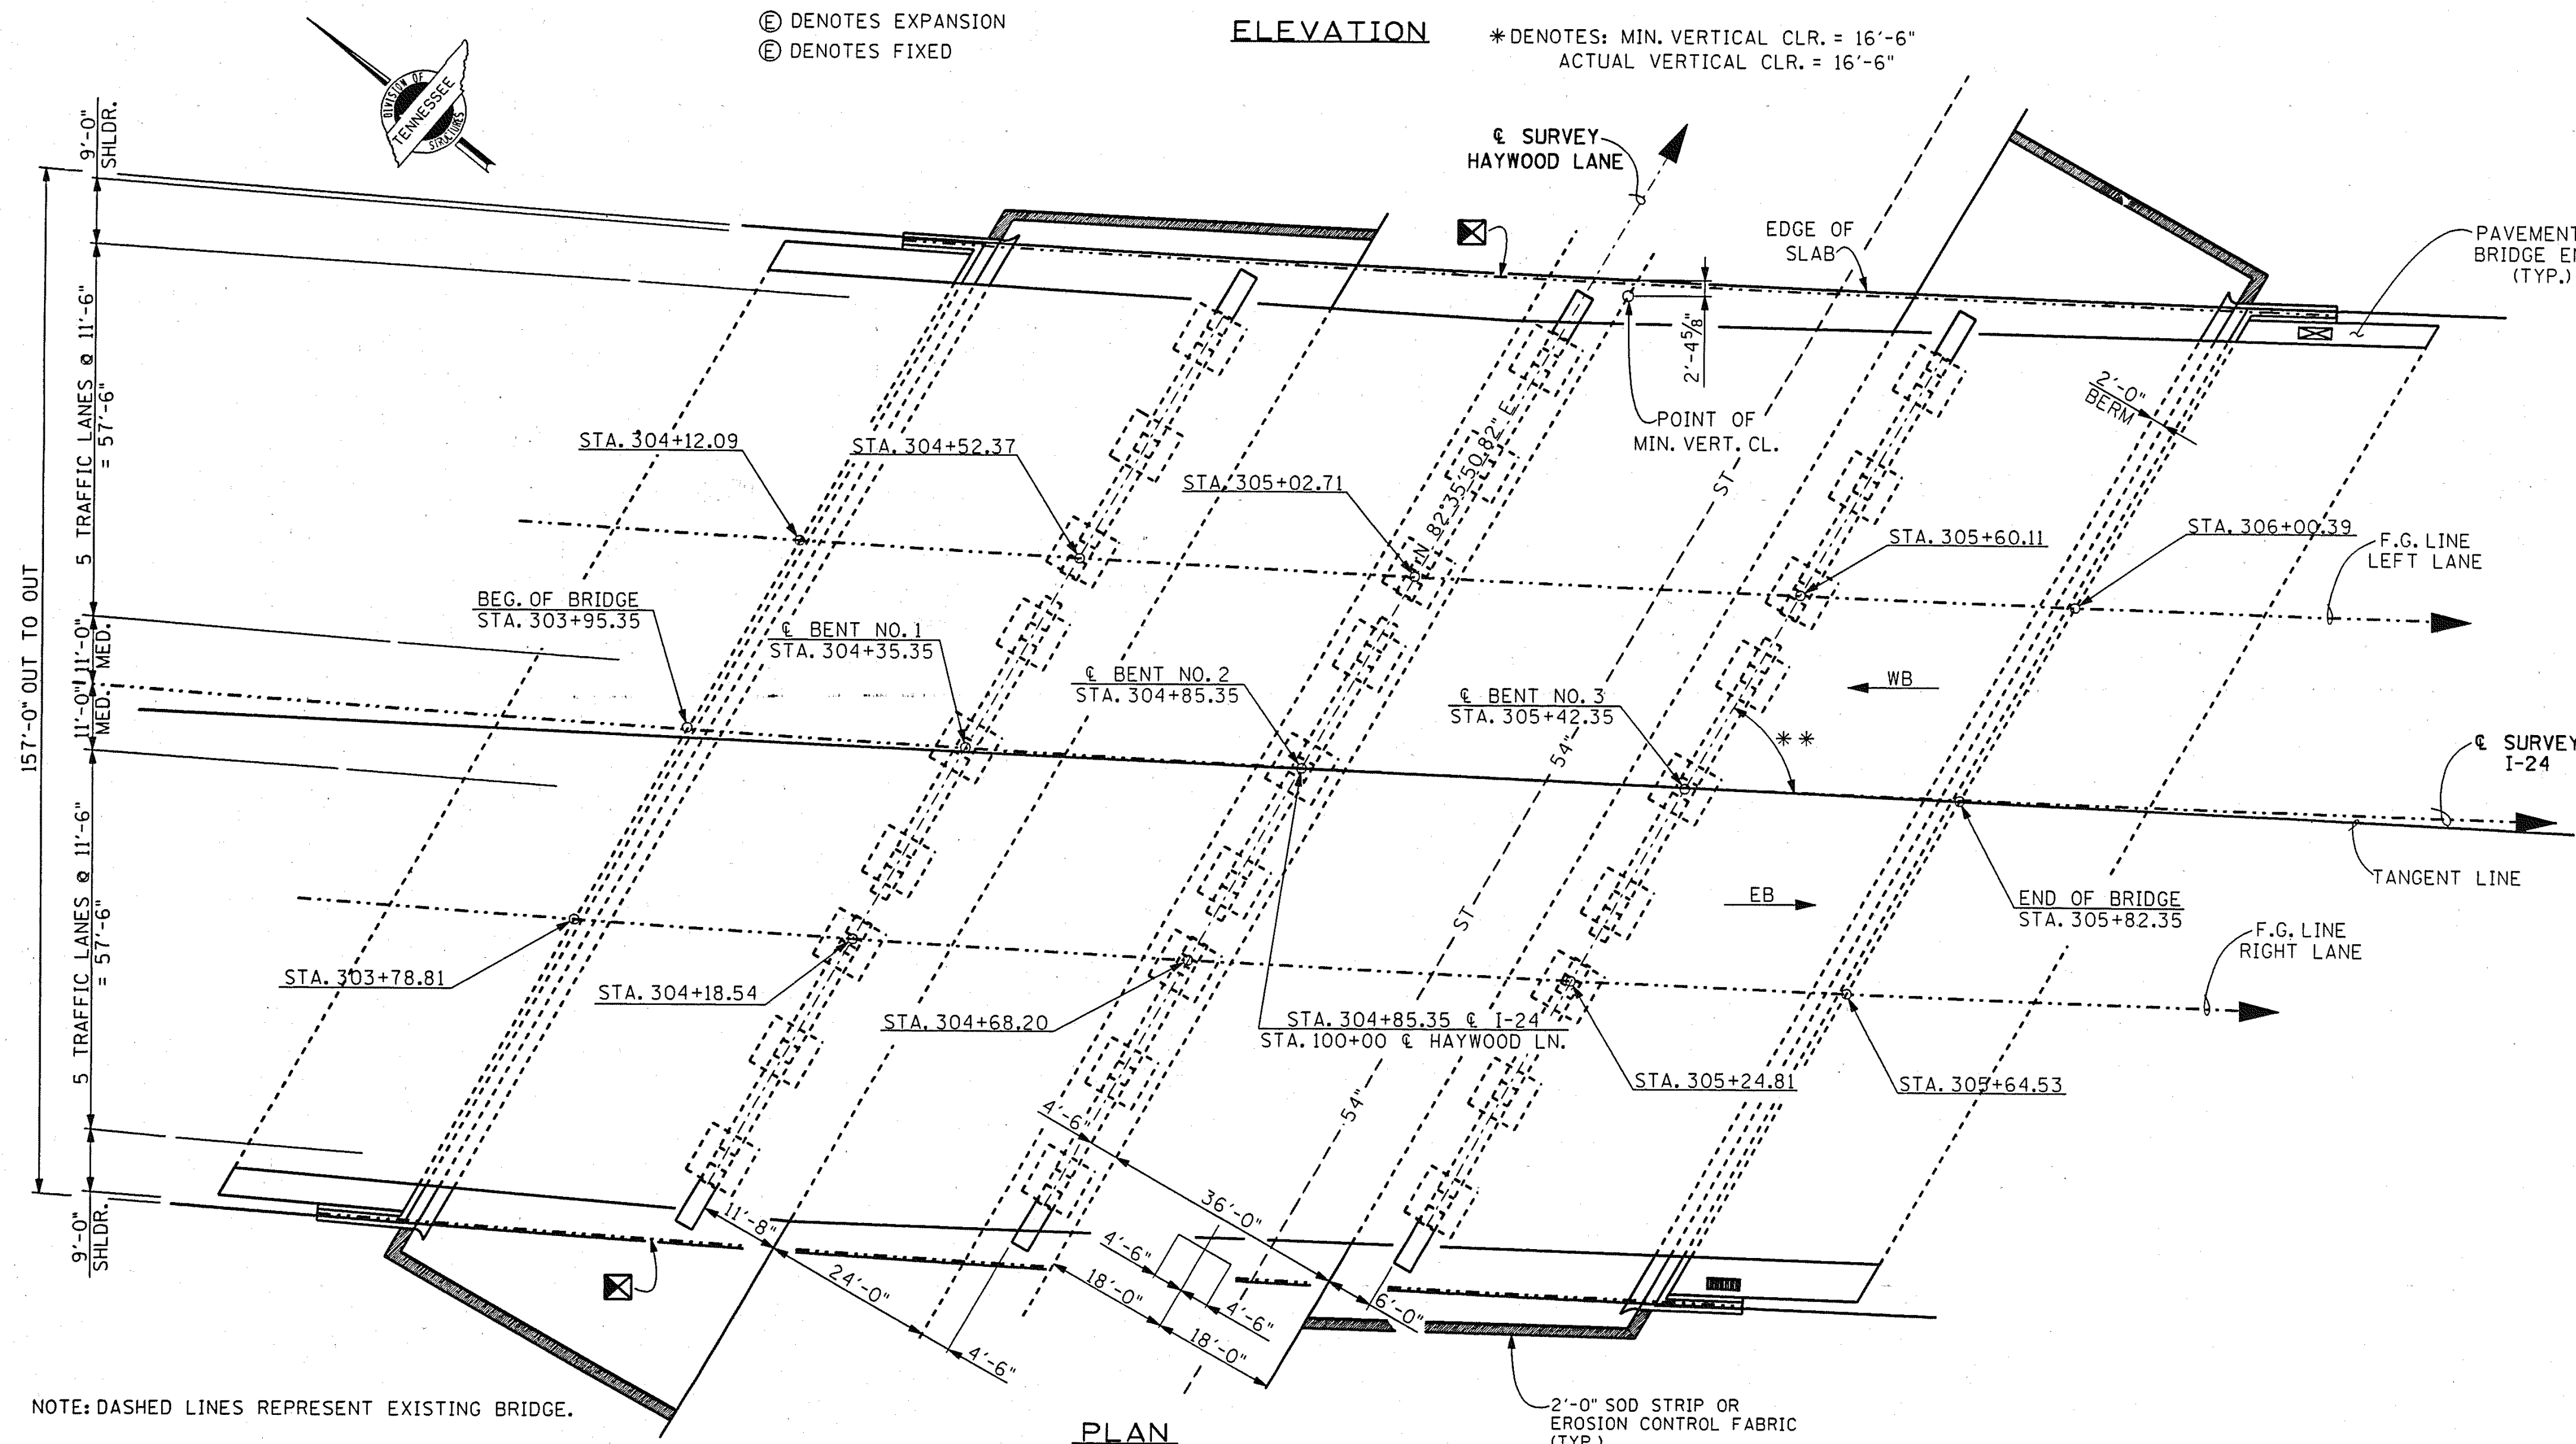 Ⓔ DENOTES EXPANSION
Ⓔ DENOTES FIXED
ELEVATION
* DENOTES: MIN. VERTICAL CLR. = 16'-6"
ACTUAL VERTICAL CLR. = 16'-6"
DIVISION OF
TENNESSEE
STRUCTURES
9'-0"
SHLDR.
℄ SURVEY
HAYWOOD LANE
EDGE OF
SLAB
PAVEMENT
BRIDGE EN
(TYP.)
5 TRAFFIC LANES @ 11'-6"
= 57'-6"
2'-4 5/8"
POINT OF
MIN. VERT. CL.
2'-0"
BERM
STA. 304+12.09
STA. 304+52.37
STA. 305+02.71
N 82°35'50.82" E
ST
STA. 305+60.11
STA. 306+00.39
F.G. LINE
LEFT LANE
157'-0" OUT TO OUT
BEG. OF BRIDGE
STA. 303+95.35
℄ BENT NO. 1
STA. 304+35.35
℄ BENT NO. 2
STA. 304+85.35
℄ BENT NO. 3
STA. 305+42.35
WB
11'-0"
MED.
11'-0"
MED.
54"
* *
℄ SURVEY
I-24
TANGENT LINE
5 TRAFFIC LANES @ 11'-6"
= 57'-6"
EB
END OF BRIDGE
STA. 305+82.35
ST
F.G. LINE
RIGHT LANE
STA. 303+78.81
STA. 304+18.54
STA. 304+68.20
STA. 304+85.35 ℄ I-24
STA. 100+00 ℄ HAYWOOD LN.
STA. 305+24.81
STA. 305+64.53
54"
4'-6"
36'-0"
9'-0"
SHLDR.
11'-8"
24'-0"
4'-6"
4'-6"
4'-6"
18'-0"
18'-0"
6'-0"
NOTE: DASHED LINES REPRESENT EXISTING BRIDGE.
2'-0" SOD STRIP OR
EROSION CONTROL FABRIC
(TYP.)
PLAN